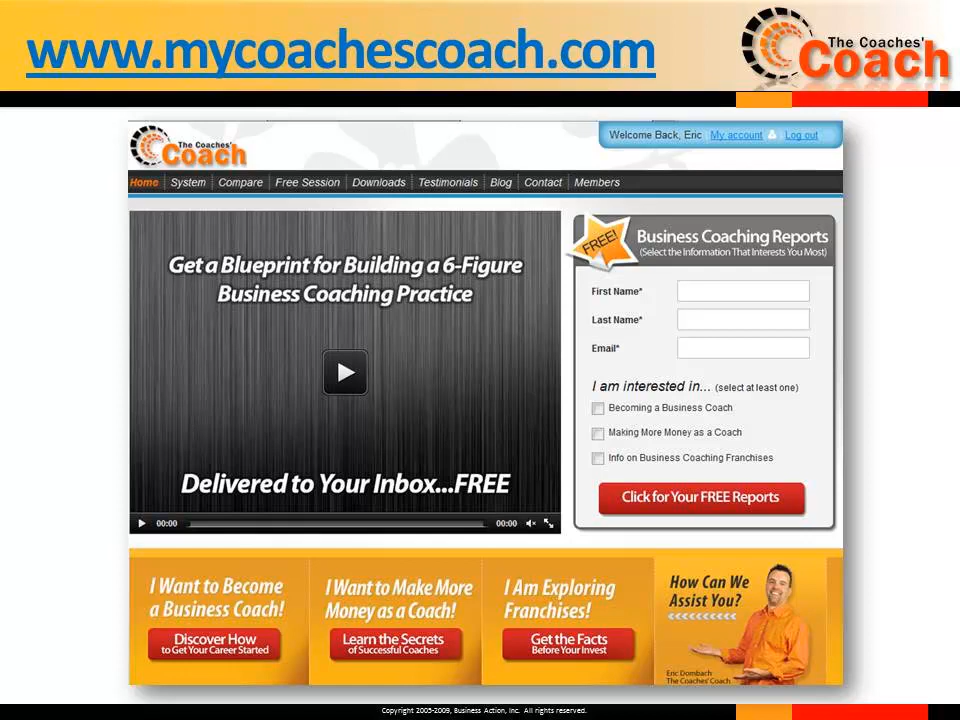 www.mycoachescoach.com
The Coaches'
Coach
The Coaches'
Coach
Welcome Back, Eric My account Log out
Home System Compare Free Session Downloads Testimonials Blog Contact Members
Get a Blueprint for Building a 6-Figure
Business Coaching Practice
Delivered to Your Inbox...FREE
00:00 00:00
FREE!
Business Coaching Reports
(Select the Information That Interests You Most)
First Name*
Last Name*
Email*
I am interested in... (select at least one)
Becoming a Business Coach
Making More Money as a Coach
Info on Business Coaching Franchises
Click for Your FREE Reports
I Want to Become
a Business Coach!
Discover How
to Get Your Career Started
I Want to Make More
Money as a Coach!
Learn the Secrets
of Successful Coaches
I Am Exploring
Franchises!
Get the Facts
Before Your Invest
How Can We
Assist You?
Eric Dombach
The Coaches' Coach
Copyright 2005-2009, Business Action, Inc. All rights reserved.